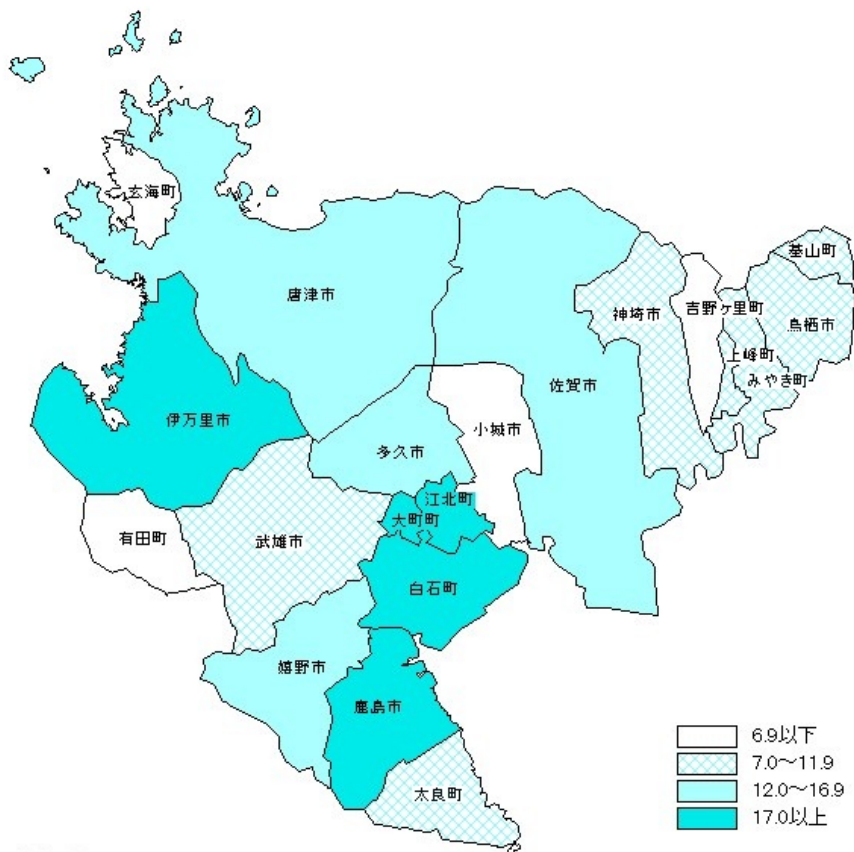 玄海町
基山町
唐津市
神埼市
吉野ヶ里町
鳥栖市
上峰町
みやき町
佐賀市
伊万里市
小城市
多久市
江北町
大町町
有田町
武雄市
白石町
嬉野市
鹿島市
太良町
6.9以下
7.0～11.9
12.0～16.9
17.0以上